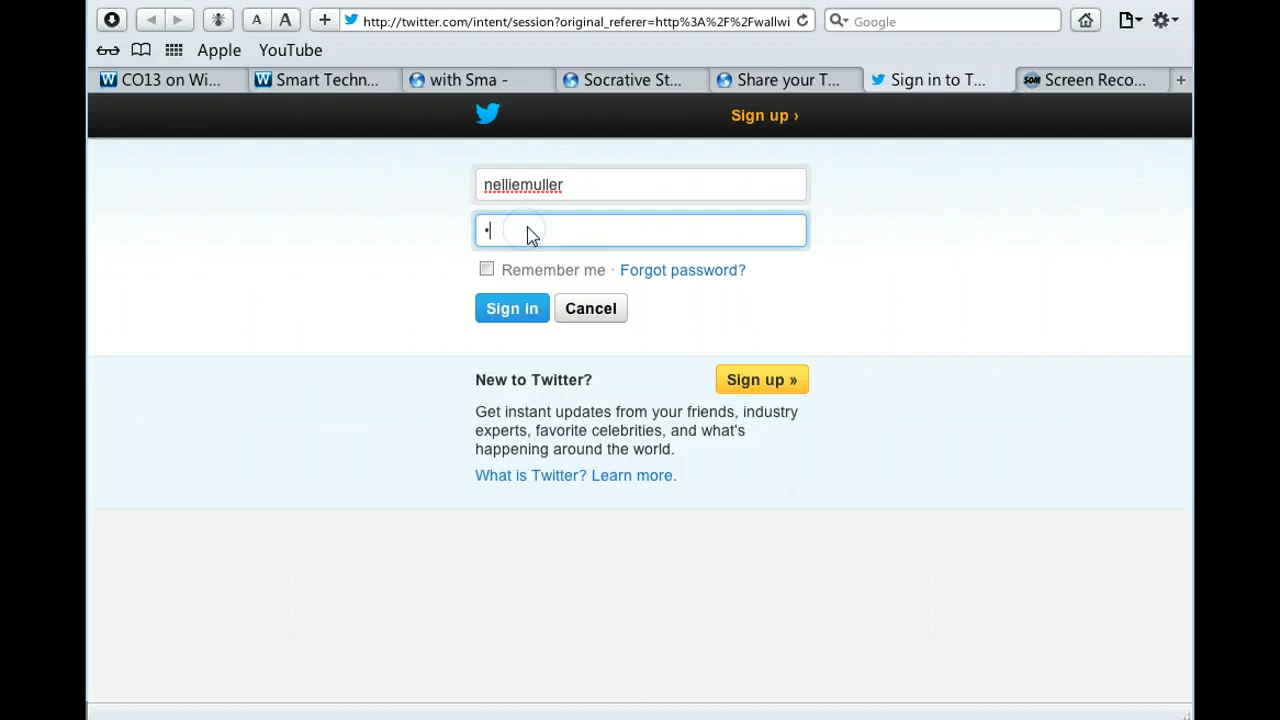 A A + http://twitter.com/intent/session?original_referer=http%3A%2F%2Fwallwi Google
Apple YouTube
CO13 on Wi... Smart Techn... with Sma - Socrative St... Share your T... Sign in to T... SOM Screen Reco... +
Sign up ›
nelliemuller
•
Remember me · Forgot password?
Sign in Cancel
New to Twitter? Sign up »
Get instant updates from your friends, industry
experts, favorite celebrities, and what's
happening around the world.
What is Twitter? Learn more.